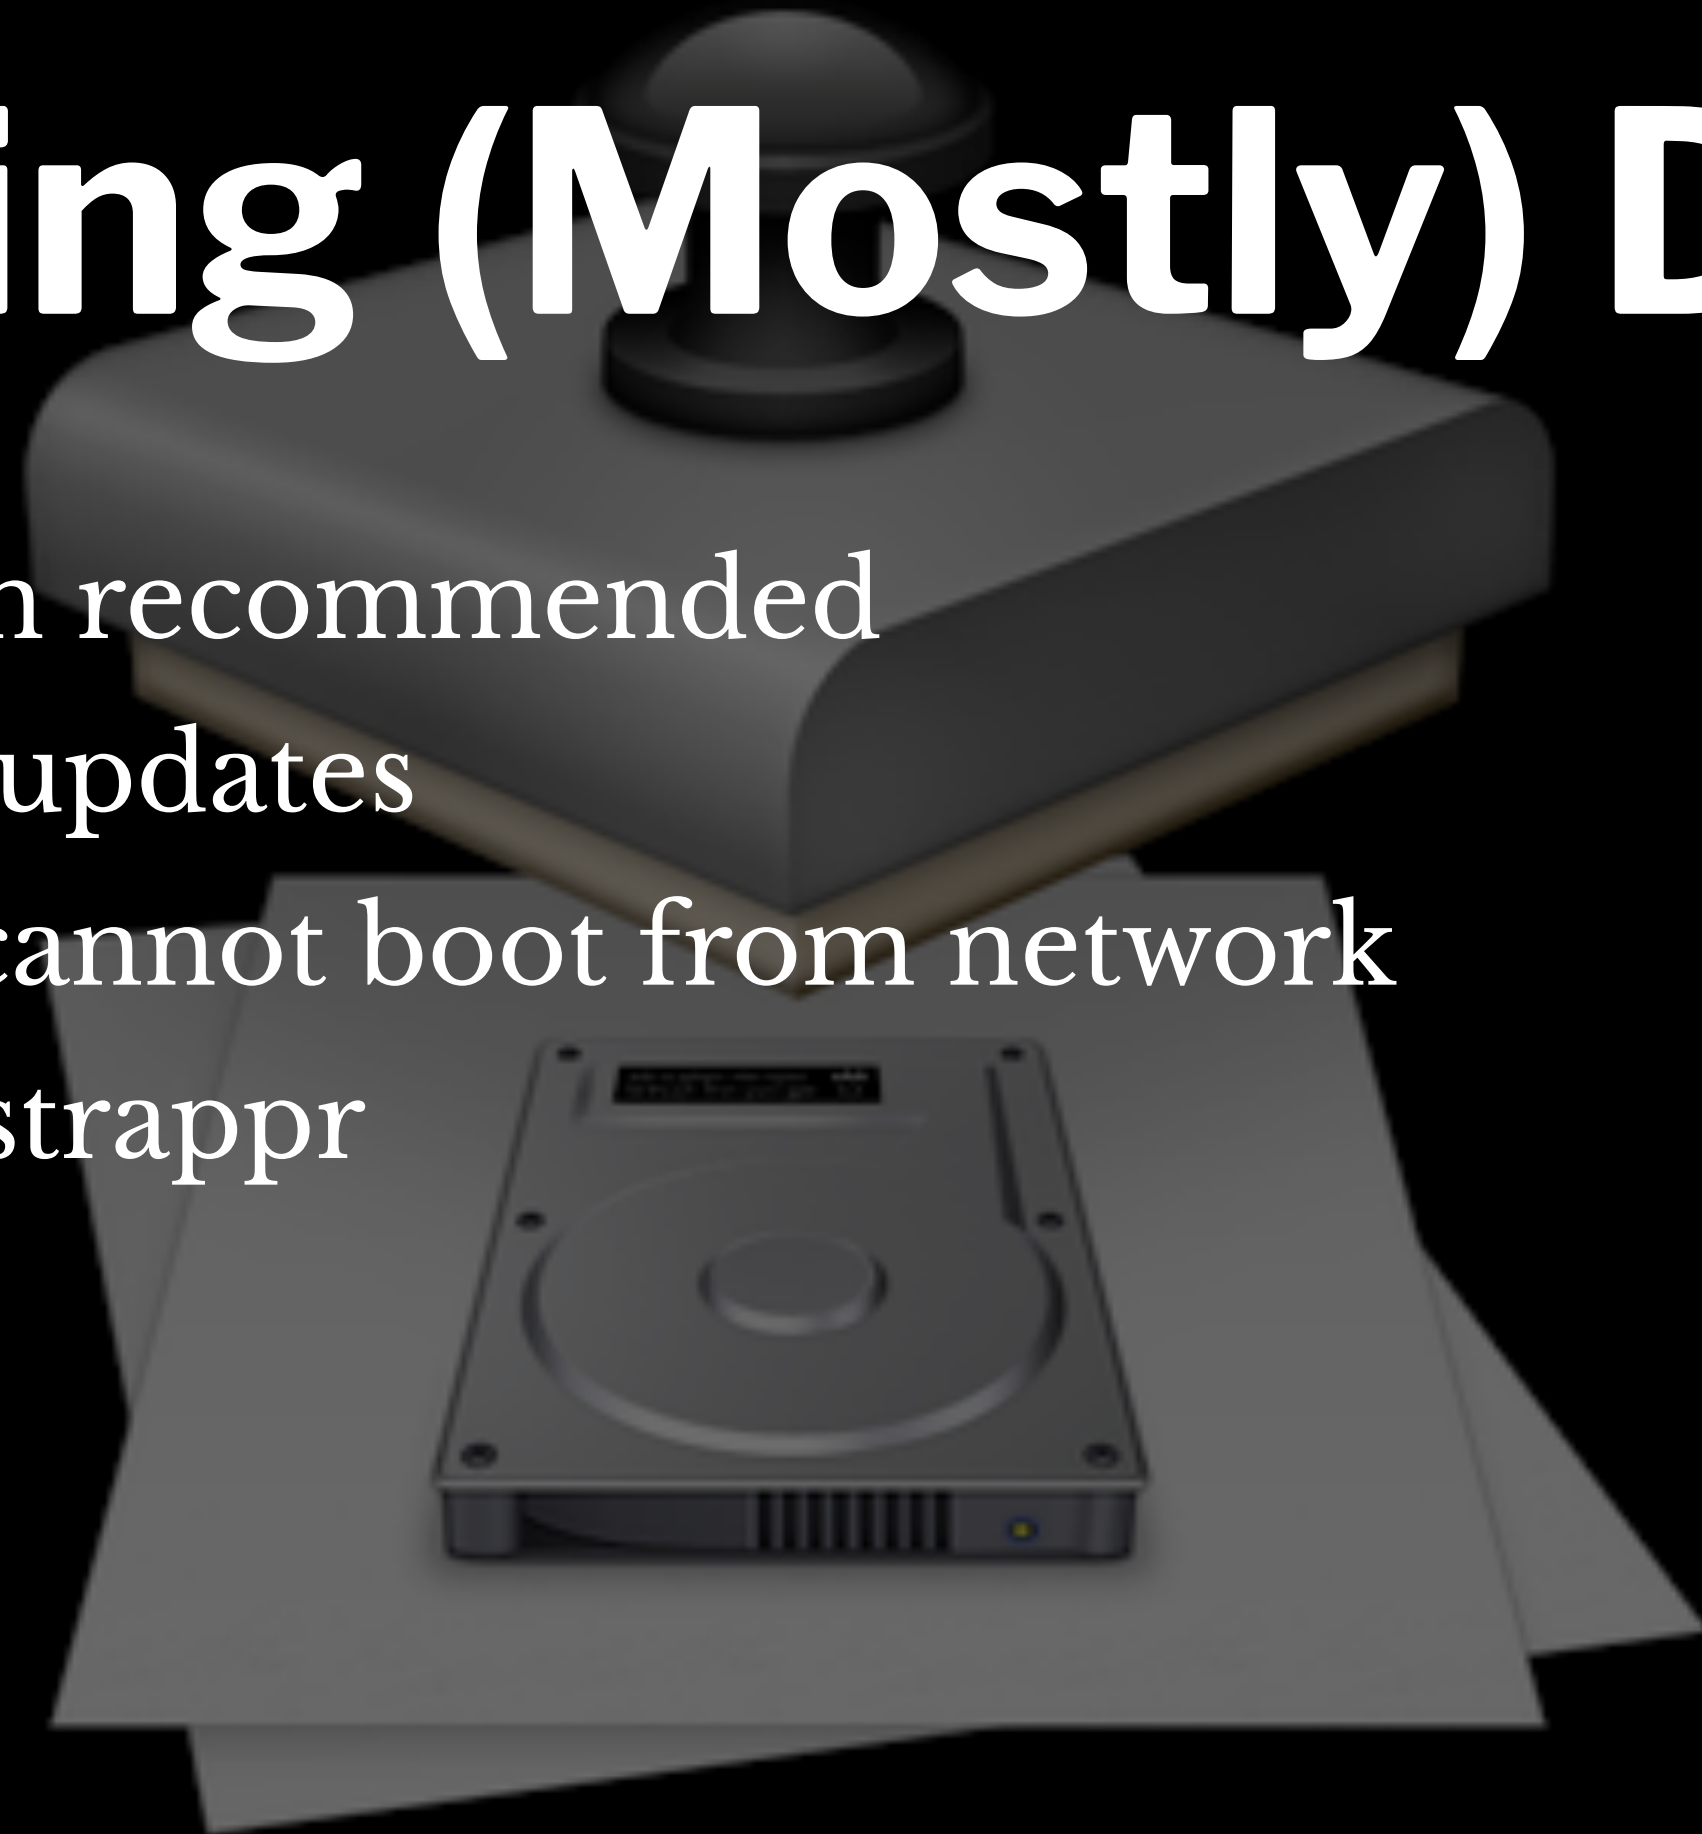 ing (Mostly) D
n recommended
updates
cannot boot from network
strappr